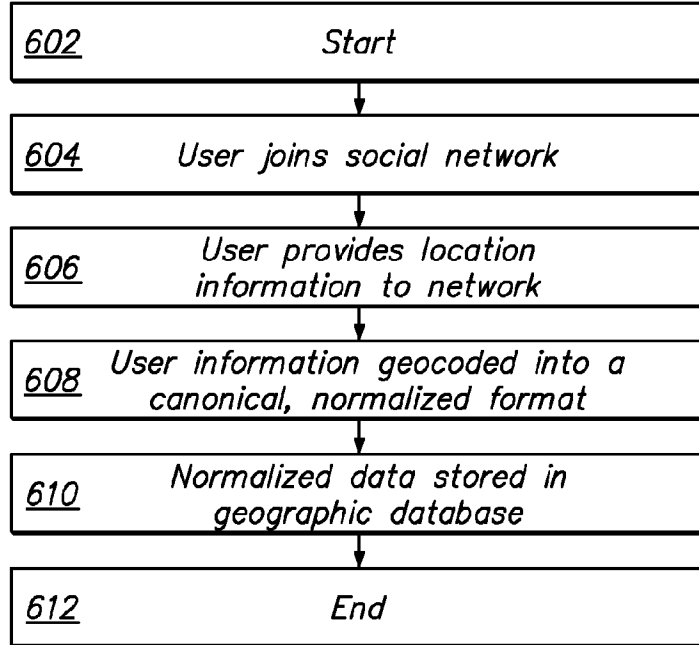 602 Start
604 User joins social network
606 User provides location
information to network
608 User information geocoded into a
canonical, normalized format
610 Normalized data stored in
geographic database
612 End